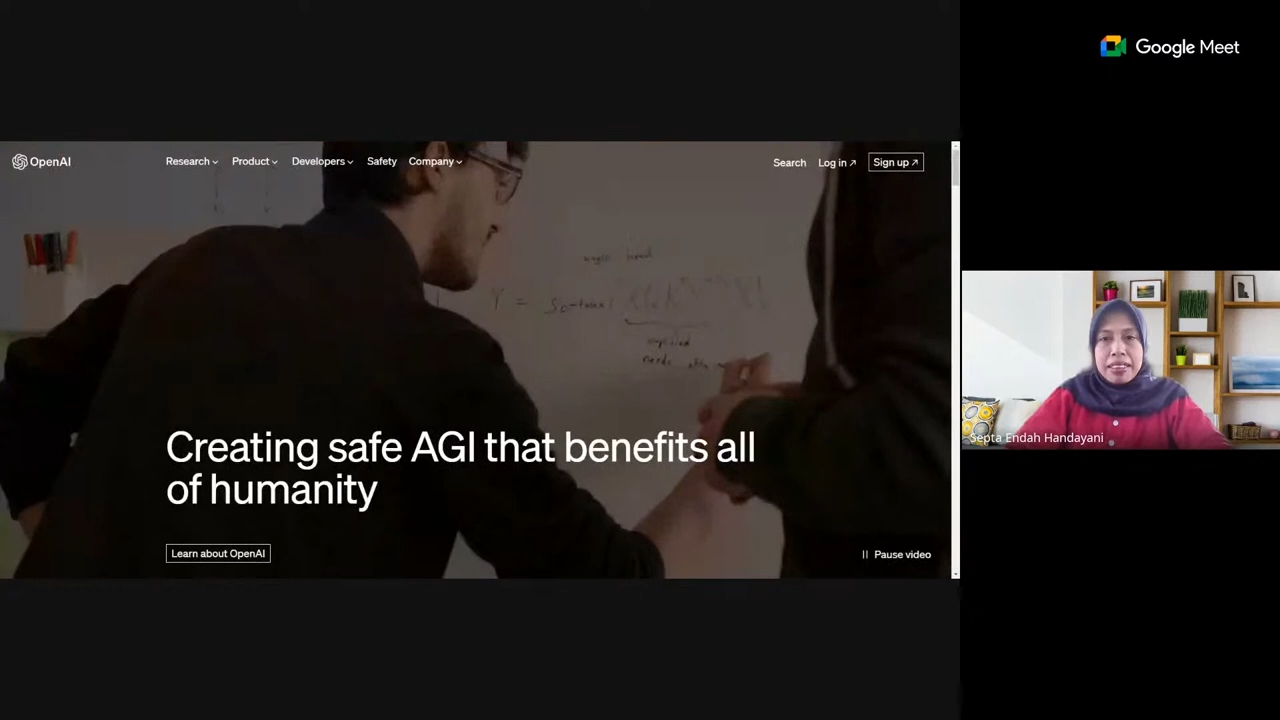 Google Meet
OpenAI
Research
Product
Developers
Safety
Company
Search
Log in ↗
Sign up ↗
Y =
needs
Creating safe AGI that benefits all
of humanity
Learn about OpenAI
Pause video
Septa Endah Handayani